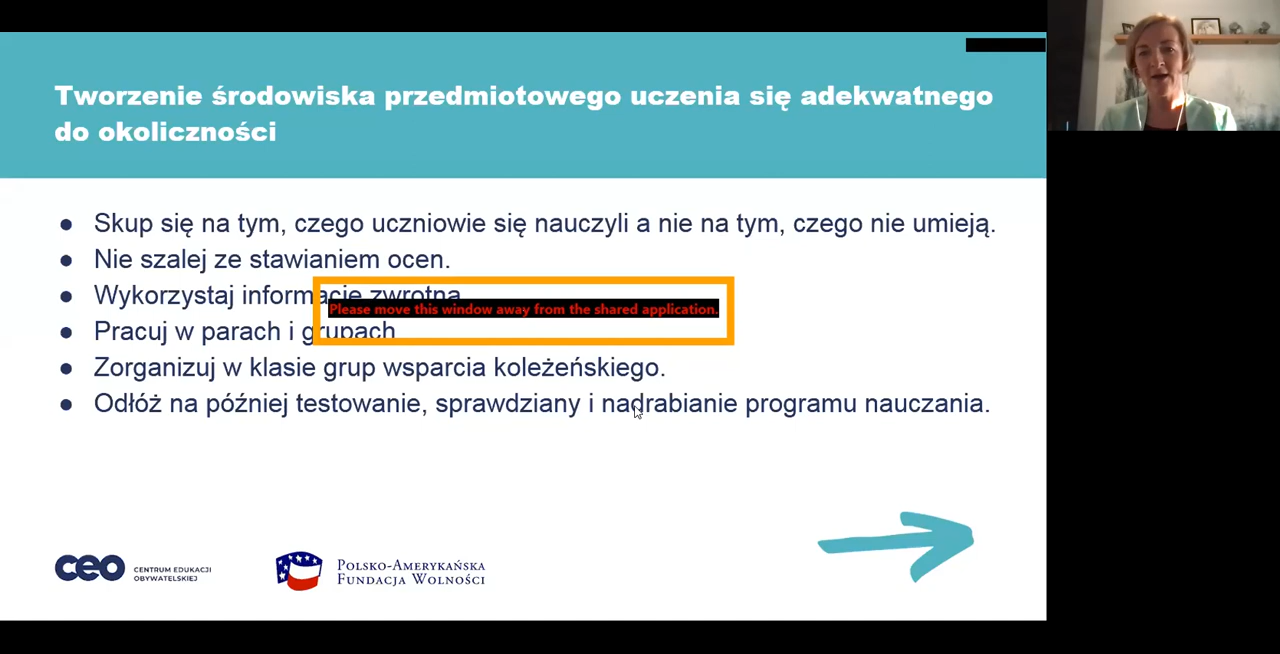 Tworzenie środowiska przedmiotowego uczenia się adekwatnego
do okoliczności
● Skup się na tym, czego uczniowie się nauczyli a nie na tym, czego nie umieją.
● Nie szalej ze stawianiem ocen.
● Wykorzystaj informację zwrotną
Please move this window away from the shared application.
● Pracuj w parach i grupach
● Zorganizuj w klasie grup wsparcia koleżeńskiego.
● Odłóż na później testowanie, sprawdziany i nadrabianie programu nauczania.
ceo CENTRUM EDUKACJI
OBYWATELSKIEJ
POLSKO-AMERYKAŃSKA
FUNDACJA WOLNOŚCI